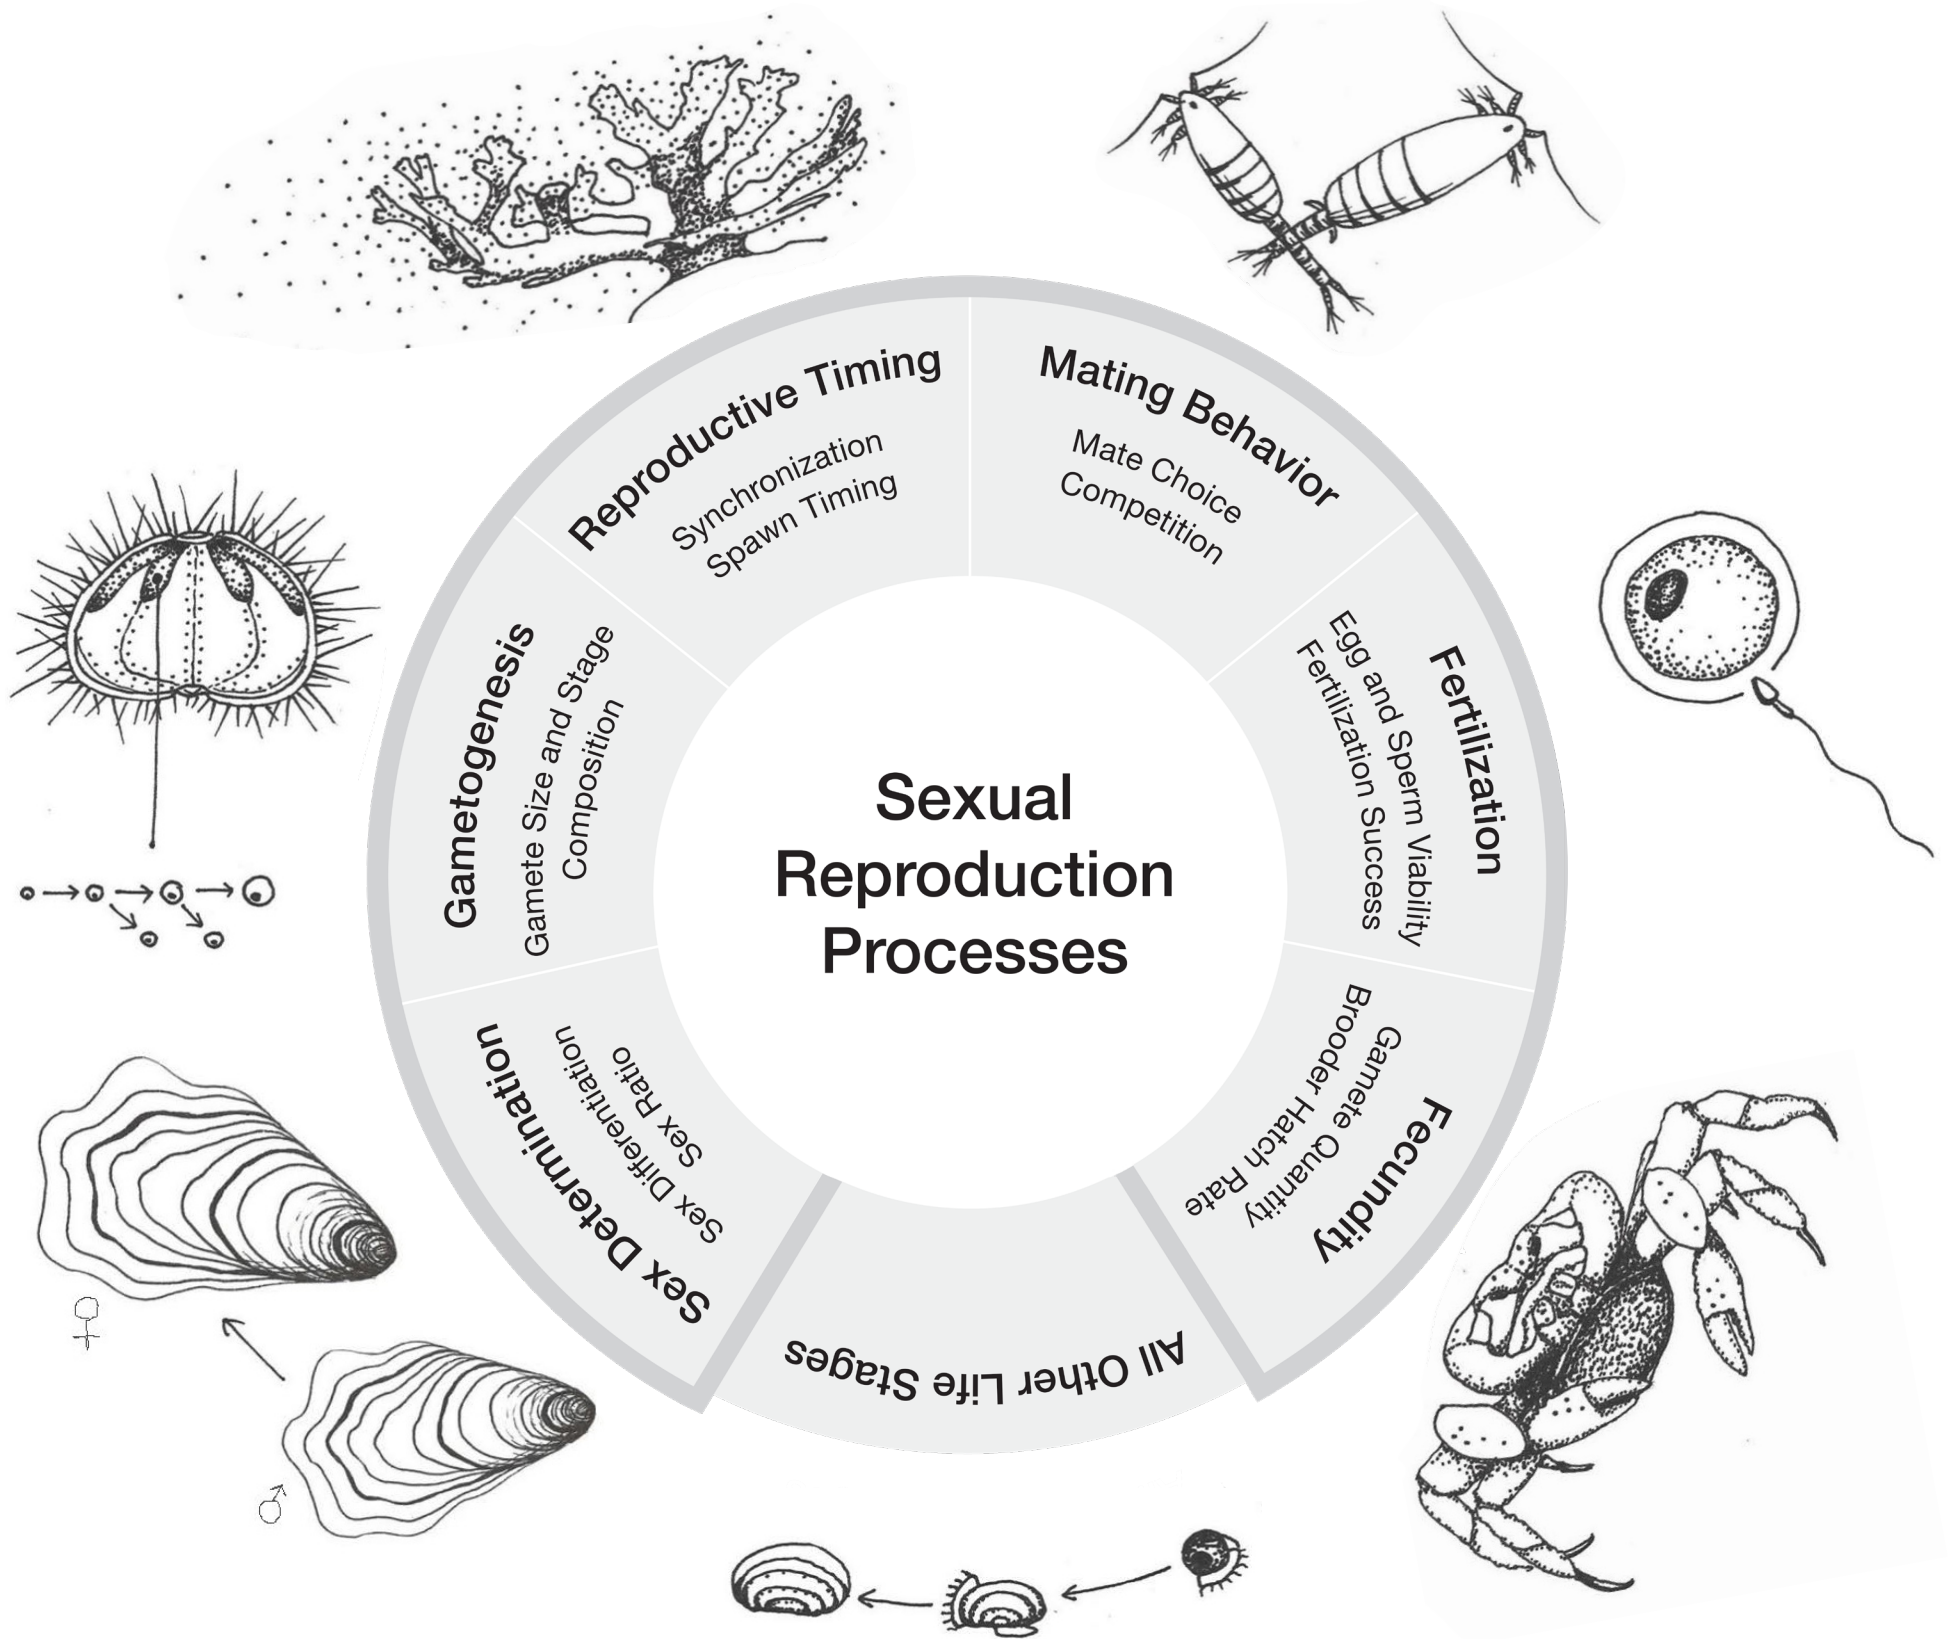 Reproductive Timing
Synchronization
Spawn Timing
Mating Behavior
Mate Choice
Competition
Fertilization
Egg and Sperm Viability
Fertilization Success
Fecundity
Gamete Quantity
Brooder Hatch Rate
All Other Life Stages
Sex Determination
Sex Differentiation
Sex Ratio
Gametogenesis
Gamete Size and Stage
Composition
Sexual
Reproduction
Processes
♀
♂